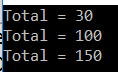 Total = 30
Total = 100
Total = 150